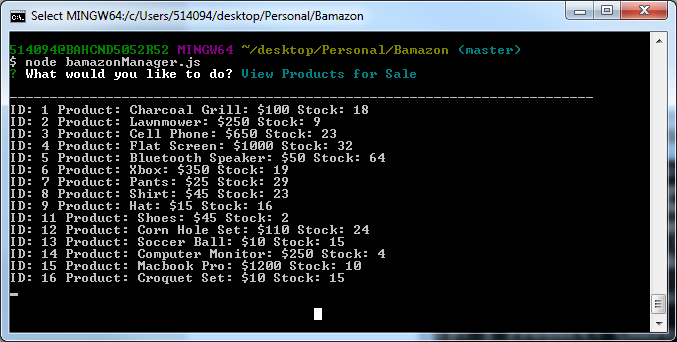 Select MINGW64:/c/Users/514094/desktop/Personal/Bamazon
514094@BAHCND5052R52 MINGW64 ~/desktop/Personal/Bamazon (master)
$ node bamazonManager.js
? What would you like to do? View Products for Sale
ID: 1 Product: Charcoal Grill: $100 Stock: 18
ID: 2 Product: Lawnmower: $250 Stock: 9
ID: 3 Product: Cell Phone: $650 Stock: 23
ID: 4 Product: Flat Screen: $1000 Stock: 32
ID: 5 Product: Bluetooth Speaker: $50 Stock: 64
ID: 6 Product: Xbox: $350 Stock: 19
ID: 7 Product: Pants: $25 Stock: 29
ID: 8 Product: Shirt: $45 Stock: 23
ID: 9 Product: Hat: $15 Stock: 16
ID: 11 Product: Shoes: $45 Stock: 2
ID: 12 Product: Corn Hole Set: $110 Stock: 24
ID: 13 Product: Soccer Ball: $10 Stock: 15
ID: 14 Product: Computer Monitor: $250 Stock: 4
ID: 15 Product: Macbook Pro: $1200 Stock: 10
ID: 16 Product: Croquet Set: $10 Stock: 15